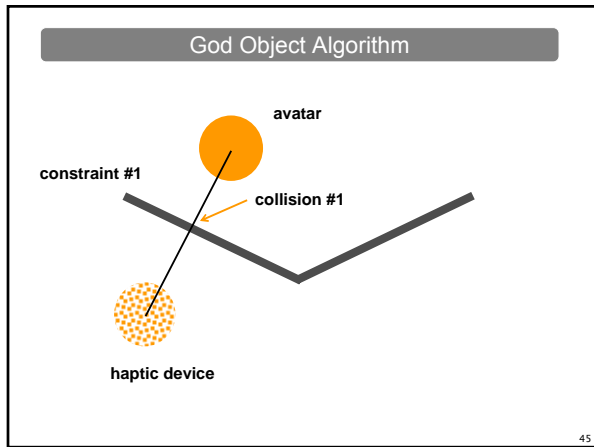 God Object Algorithm
avatar
constraint #1
collision #1
haptic device
45